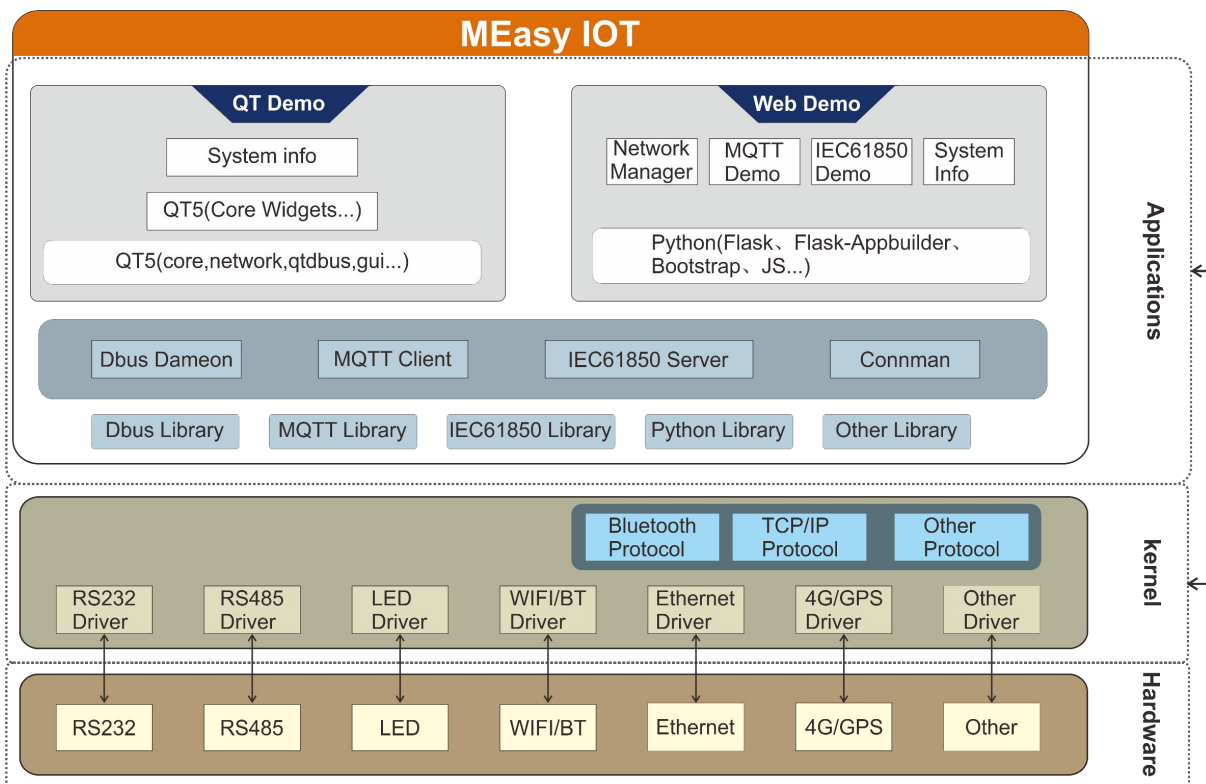 MEasy IOT
QT Demo
System info
QT5(Core Widgets...)
QT5(core,network,qtdbus,gui...)
Web Demo
Network
Manager
MQTT
Demo
IEC61850
Demo
System
Info
Python(Flask、Flask-Appbuilder、
Bootstrap、JS...)
Applications
Dbus Dameon
MQTT Client
IEC61850 Server
Connman
Dbus Library
MQTT Library
IEC61850 Library
Python Library
Other Library
Bluetooth
Protocol
TCP/IP
Protocol
Other
Protocol
kernel
RS232
Driver
RS485
Driver
LED
Driver
WIFI/BT
Driver
Ethernet
Driver
4G/GPS
Driver
Other
Driver
Hardware
RS232
RS485
LED
WIFI/BT
Ethernet
4G/GPS
Other